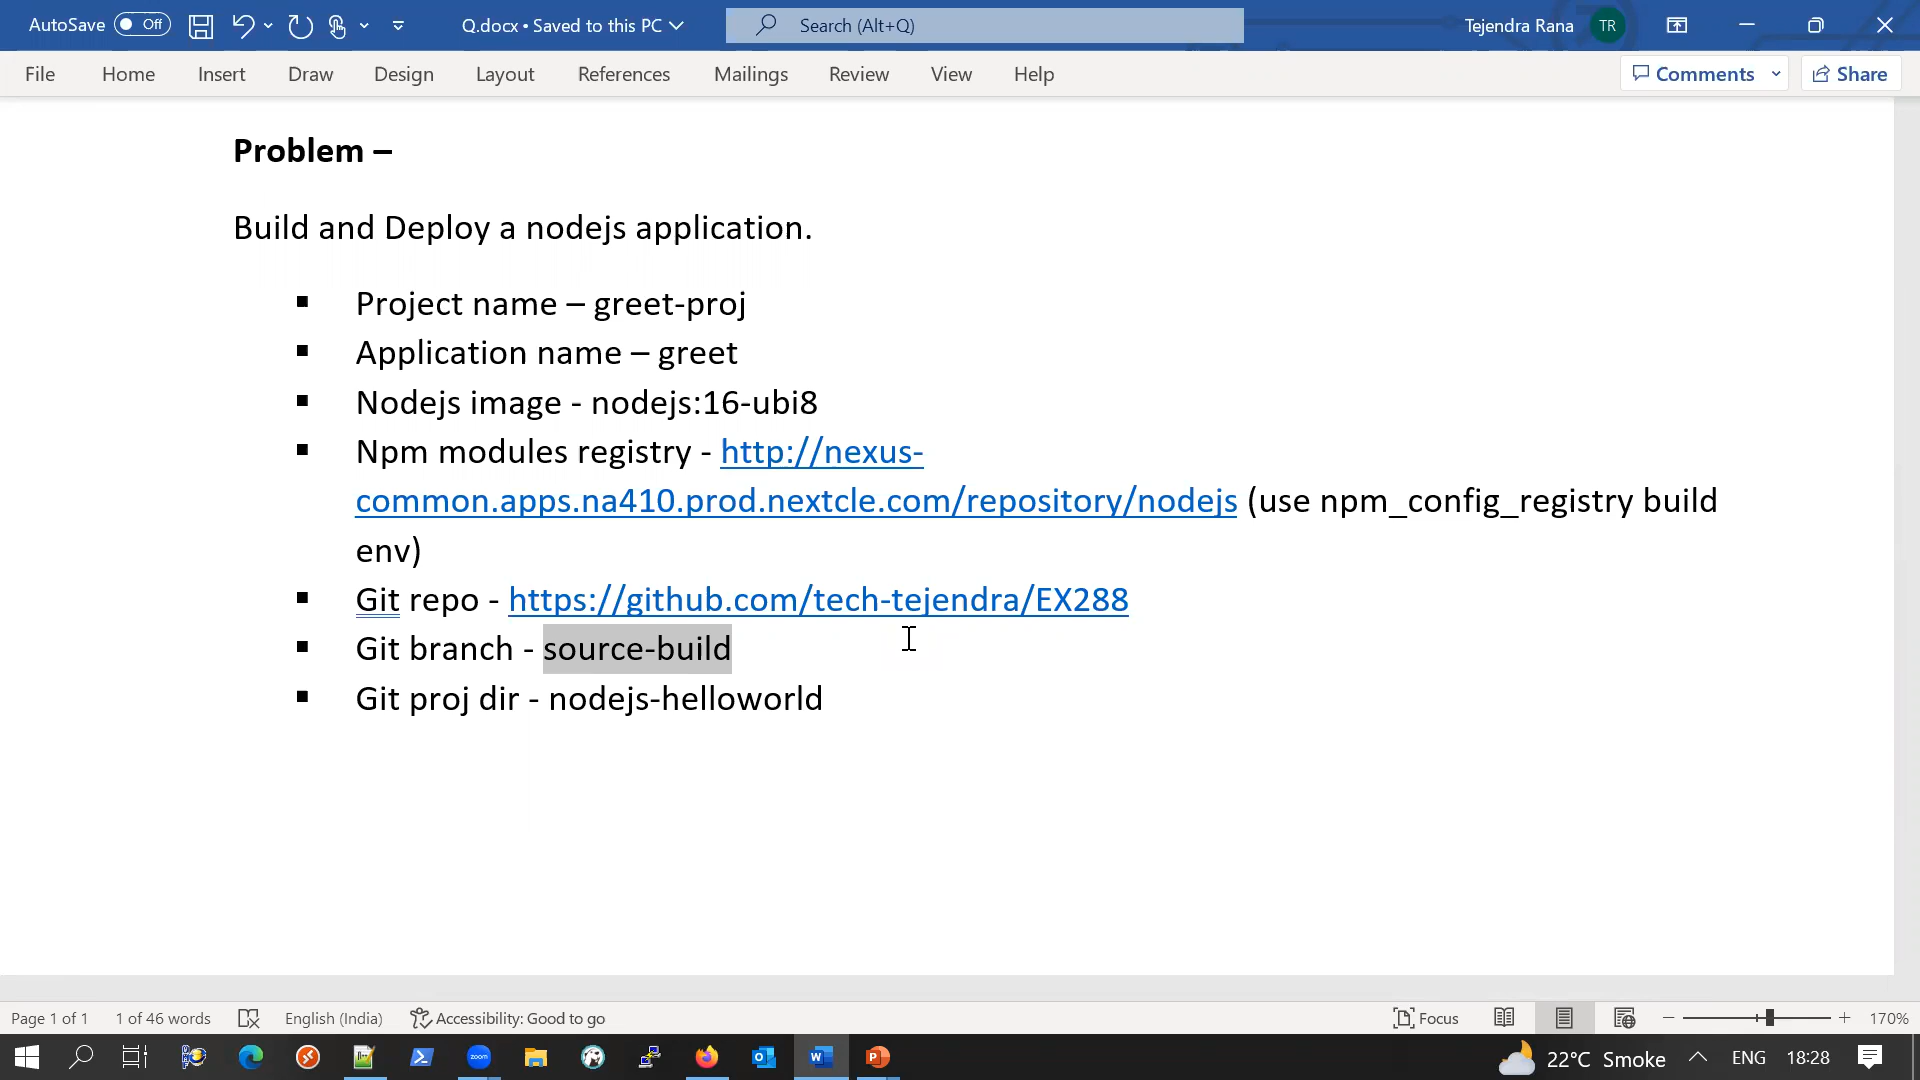 AutoSave Off Q.docx • Saved to this PC Search (Alt+Q) Tejendra Rana TR
File Home Insert Draw Design Layout References Mailings Review View Help Comments Share
Problem –
Build and Deploy a nodejs application.
▪ Project name – greet-proj
▪ Application name – greet
▪ Nodejs image - nodejs:16-ubi8
▪ Npm modules registry - http://nexus-
common.apps.na410.prod.nextcle.com/repository/nodejs (use npm_config_registry build
env)
▪ Git repo - https://github.com/tech-tejendra/EX288
▪ Git branch - source-build
▪ Git proj dir - nodejs-helloworld
Page 1 of 1 1 of 46 words English (India) Accessibility: Good to go Focus 170%
zoom W P 22°C Smoke ENG 18:28